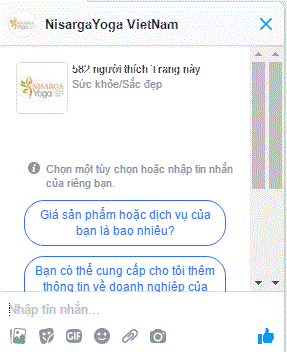 NisargaYoga VietNam
582 người thích Trang này
NISARGA
Yoga
Sức khỏe/Sắc đẹp
Chọn một tùy chọn hoặc nhập tin nhắn
của riêng bạn.
Giá sản phẩm hoặc dịch vụ của
bạn là bao nhiêu?
Bạn có thể cung cấp cho tôi thêm
thông tin về doanh nghiệp của
Nhập tin nhắn...
GIF